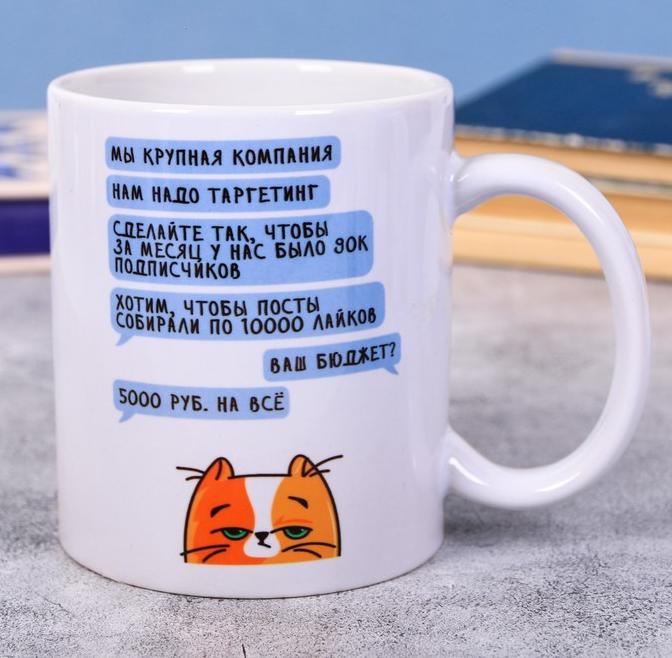 МЫ КРУПНАЯ КОМПАНИЯ
НАМ НАДО ТАРГЕТИНГ
СДЕЛАЙТЕ ТАК, ЧТОБЫ
ЗА МЕСЯЦ У НАС БЫЛО 90К
ПОДПИСЧИКОВ
ХОТИМ, ЧТОБЫ ПОСТЫ
СОБИРАЛИ ПО 10000 ЛАЙКОВ
ВАШ БЮДЖЕТ?
5000 РУБ. НА ВСЁ